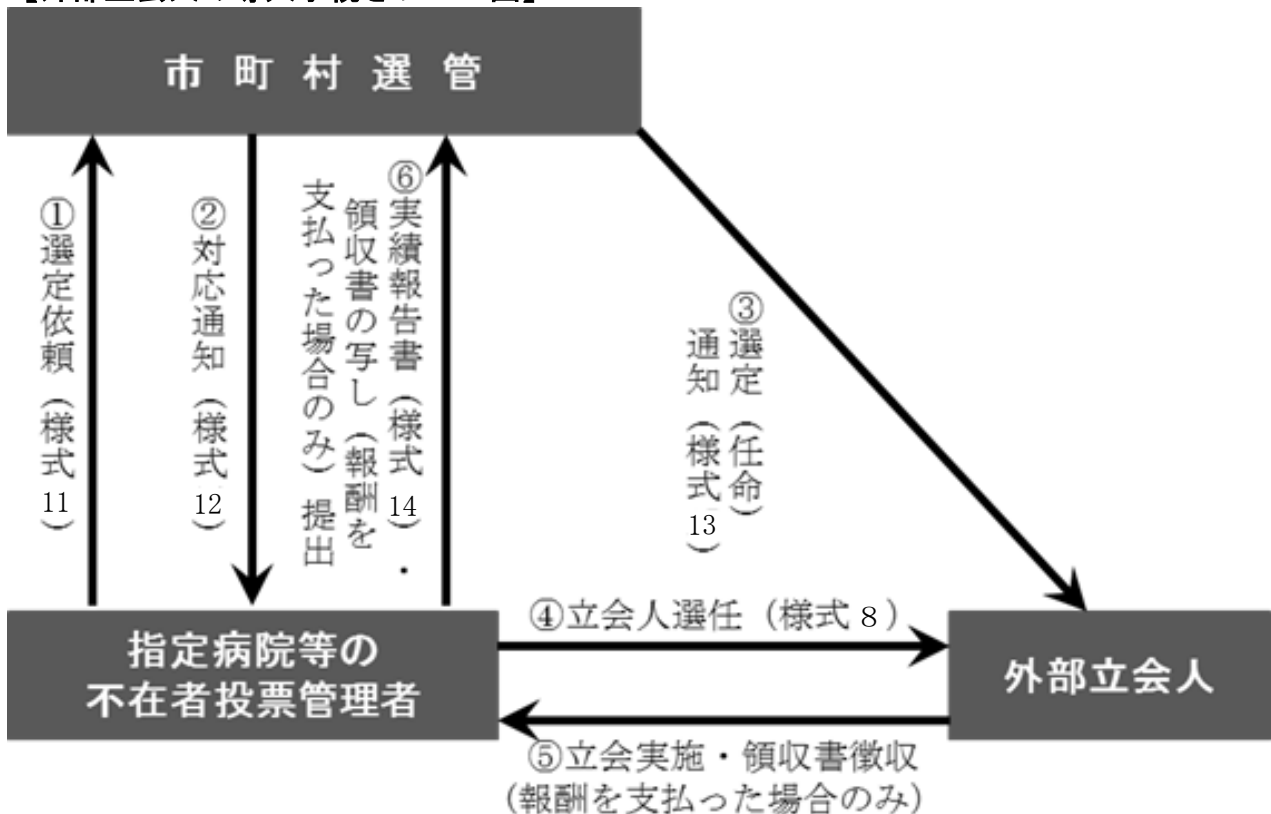 市町村選管
①選定依頼（様式11）
②対応通知（様式12）
⑥実績報告書（様式14）・
領収書の写し（報酬を
支払った場合のみ）提出
③選定（任命）
通知（様式13）
④立会人選任（様式８）
指定病院等の
不在者投票管理者
外部立会人
⑤立会実施・領収書徴収
（報酬を支払った場合のみ）